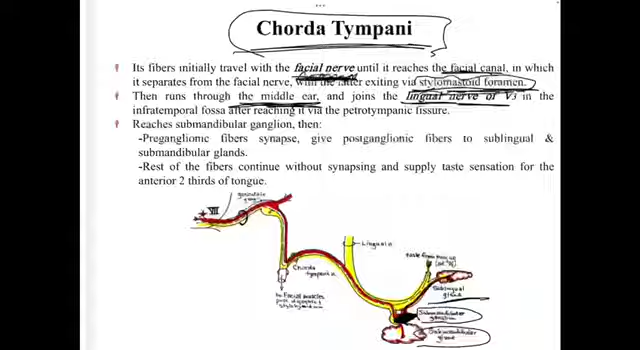 Chorda Tympani
Its fibers initially travel with the facial nerve until it reaches the facial canal, in which
it separates from the facial nerve, with the latter exiting via stylomastoid foramen.
Then runs through the middle ear, and joins the lingual nerve of V3 in the
infratemporal fossa after reaching it via the petrotympanic fissure.
Reaches submandibular ganglion, then:
-Preganglionic fibers synapse, give postganglionic fibers to sublingual &
submandibular glands.
-Rest of the fibers continue without synapsing and supply taste sensation for the
anterior 2 thirds of tongue.
VII
Lingual n
Chorda
tympani
to Facial muscles
Sublingual
gland
Submandibular
ganglion
Submandibular
gland